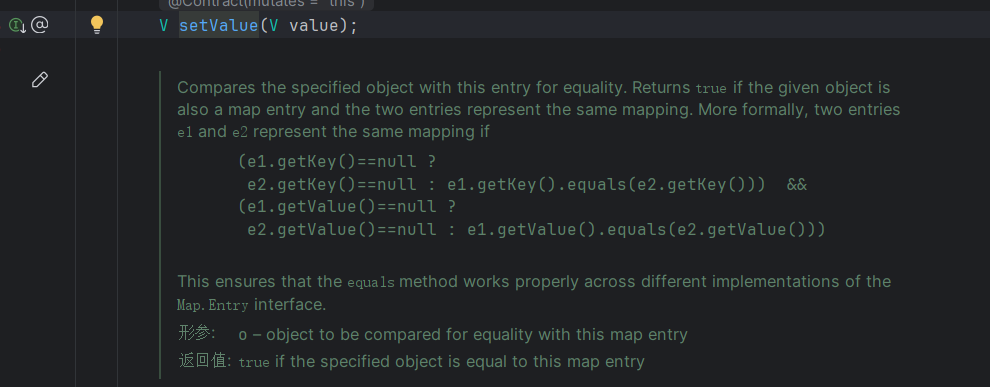 @Contract(mutates = "this")
V setValue(V value);
Compares the specified object with this entry for equality. Returns true if the given object is
also a map entry and the two entries represent the same mapping. More formally, two entries
e1 and e2 represent the same mapping if
(e1.getKey()==null ?
e2.getKey()==null : e1.getKey().equals(e2.getKey())) &&
(e1.getValue()==null ?
e2.getValue()==null : e1.getValue().equals(e2.getValue()))
This ensures that the equals method works properly across different implementations of the
Map.Entry interface.
形参: o – object to be compared for equality with this map entry
返回值: true if the specified object is equal to this map entry